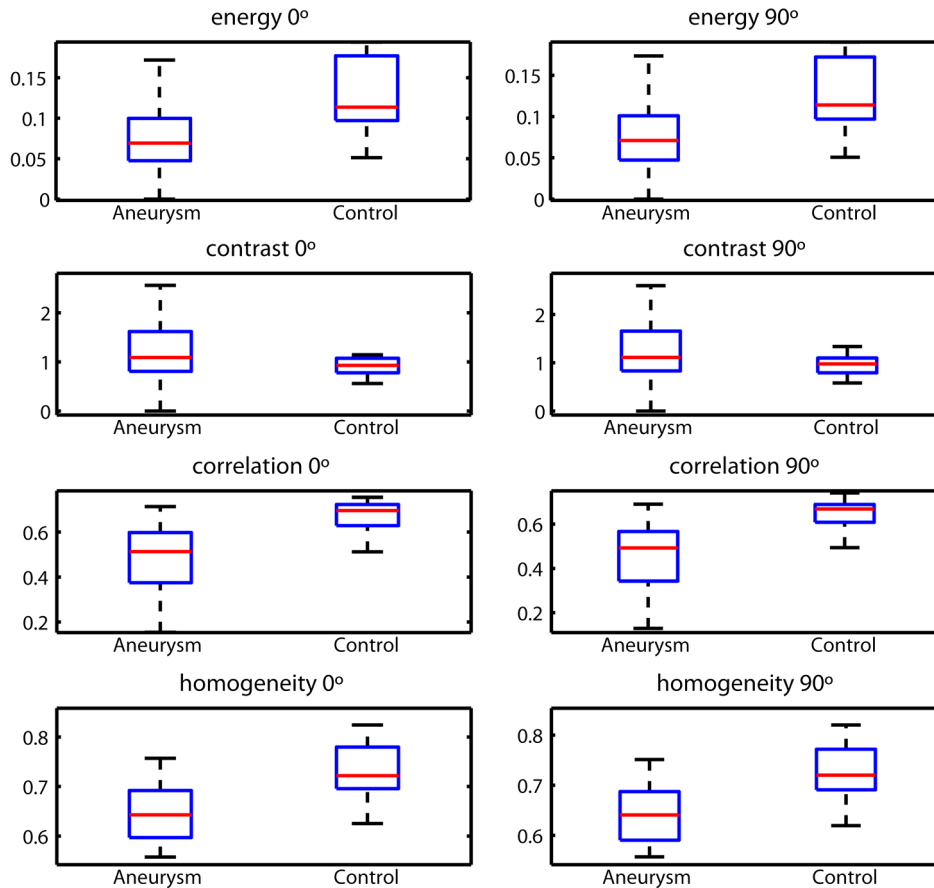 energy 0º
0.15
0.1
0.05
0
Aneurysm Control
energy 90º
0.15
0.1
0.05
0
Aneurysm Control
contrast 0º
2
1
0
Aneurysm Control
contrast 90º
2
1
0
Aneurysm Control
correlation 0º
0.6
0.4
0.2
Aneurysm Control
correlation 90º
0.6
0.4
0.2
Aneurysm Control
homogeneity 0º
0.8
0.7
0.6
Aneurysm Control
homogeneity 90º
0.8
0.7
0.6
Aneurysm Control